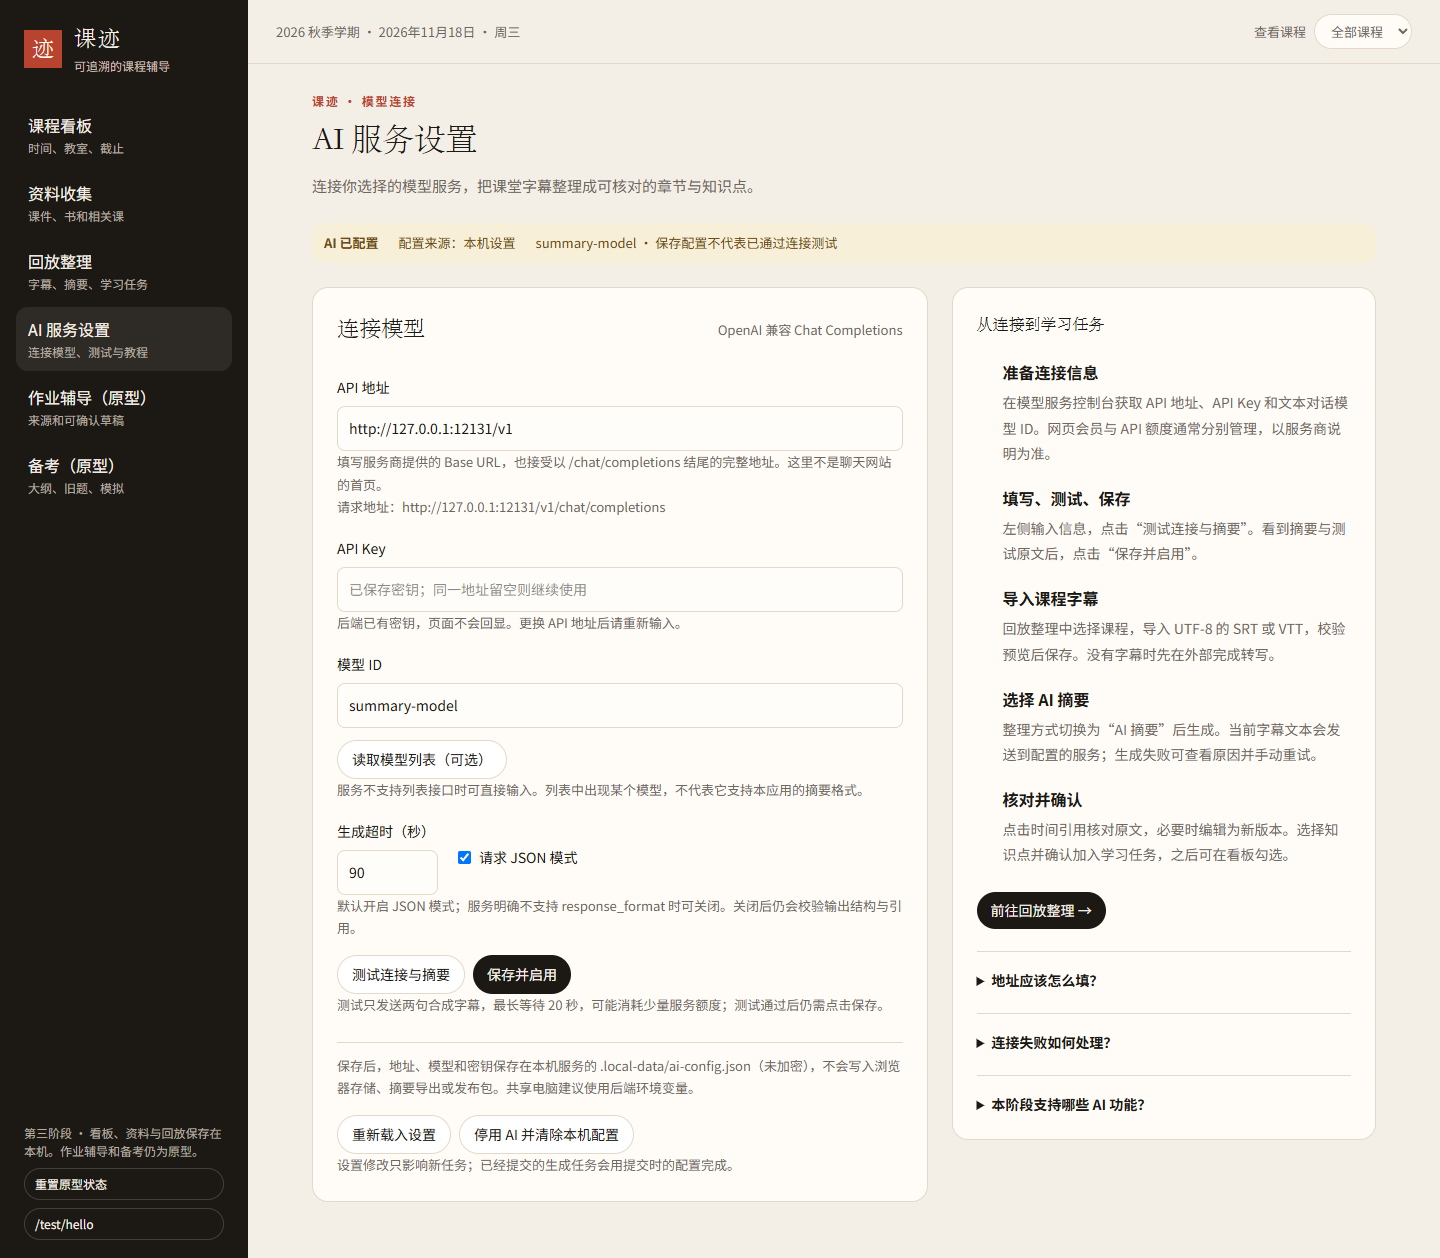 迹
课迹
可追溯的课程辅导
课程看板
时间、教室、截止
资料收集
课件、书和相关课
回放整理
字幕、摘要、学习任务
AI 服务设置
连接模型、测试与教程
作业辅导（原型）
来源和可确认草稿
备考（原型）
大纲、旧题、模拟
第三阶段 · 看板、资料与回放保存在
本机。作业辅导和备考仍为原型。
重置原型状态
/test/hello
2026 秋季学期 · 2026年11月18日 · 周三
查看课程
全部课程
课迹 · 模型连接
AI 服务设置
连接你选择的模型服务，把课堂字幕整理成可核对的章节与知识点。
AI 已配置 配置来源：本机设置 summary-model · 保存配置不代表已通过连接测试
连接模型
OpenAI 兼容 Chat Completions
API 地址
http://127.0.0.1:12131/v1
填写服务商提供的 Base URL，也接受以 /chat/completions 结尾的完整地址。这里不是聊天网站
的首页。
请求地址：http://127.0.0.1:12131/v1/chat/completions
API Key
已保存密钥；同一地址留空则继续使用
后端已有密钥，页面不会回显。更换 API 地址后请重新输入。
模型 ID
summary-model
读取模型列表（可选）
服务不支持列表接口时可直接输入。列表中出现某个模型，不代表它支持本应用的摘要格式。
生成超时（秒）
90
请求 JSON 模式
默认开启 JSON 模式；服务明确不支持 response_format 时可关闭。关闭后仍会校验输出结构与引
用。
测试连接与摘要
保存并启用
测试只发送两句合成字幕，最长等待 20 秒，可能消耗少量服务额度；测试通过后仍需点击保存。
保存后，地址、模型和密钥保存在本机服务的 .local-data/ai-config.json（未加密），不会写入浏览
器存储、摘要导出或发布包。共享电脑建议使用后端环境变量。
重新载入设置
停用 AI 并清除本机配置
设置修改只影响新任务；已经提交的生成任务会用提交时的配置完成。
从连接到学习任务
准备连接信息
在模型服务控制台获取 API 地址、API Key 和文本对话模
型 ID。网页会员与 API 额度通常分别管理，以服务商说
明为准。
填写、测试、保存
左侧输入信息，点击“测试连接与摘要”。看到摘要与测
试原文后，点击“保存并启用”。
导入课程字幕
回放整理中选择课程，导入 UTF-8 的 SRT 或 VTT，校验
预览后保存。没有字幕时先在外部完成转写。
选择 AI 摘要
整理方式切换为“AI 摘要”后生成。当前字幕文本会发
送到配置的服务；生成失败可查看原因并手动重试。
核对并确认
点击时间引用核对原文，必要时编辑为新版本。选择知
识点并确认加入学习任务，之后可在看板勾选。
前往回放整理 →
地址应该怎么填？
连接失败如何处理？
本阶段支持哪些 AI 功能？